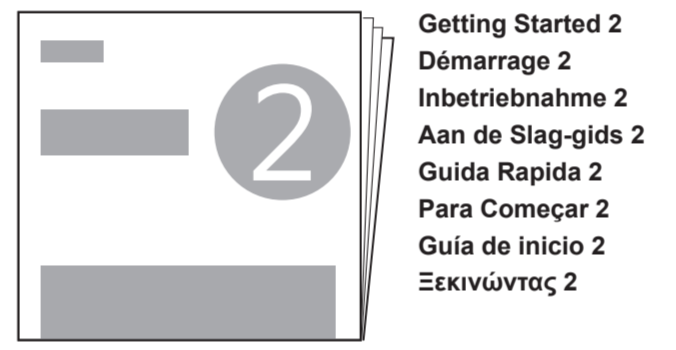 2
Getting Started 2
Démarrage 2
Inbetriebnahme 2
Aan de Slag-gids 2
Guida Rapida 2
Para Começar 2
Guía de inicio 2
Ξεκινώντας 2